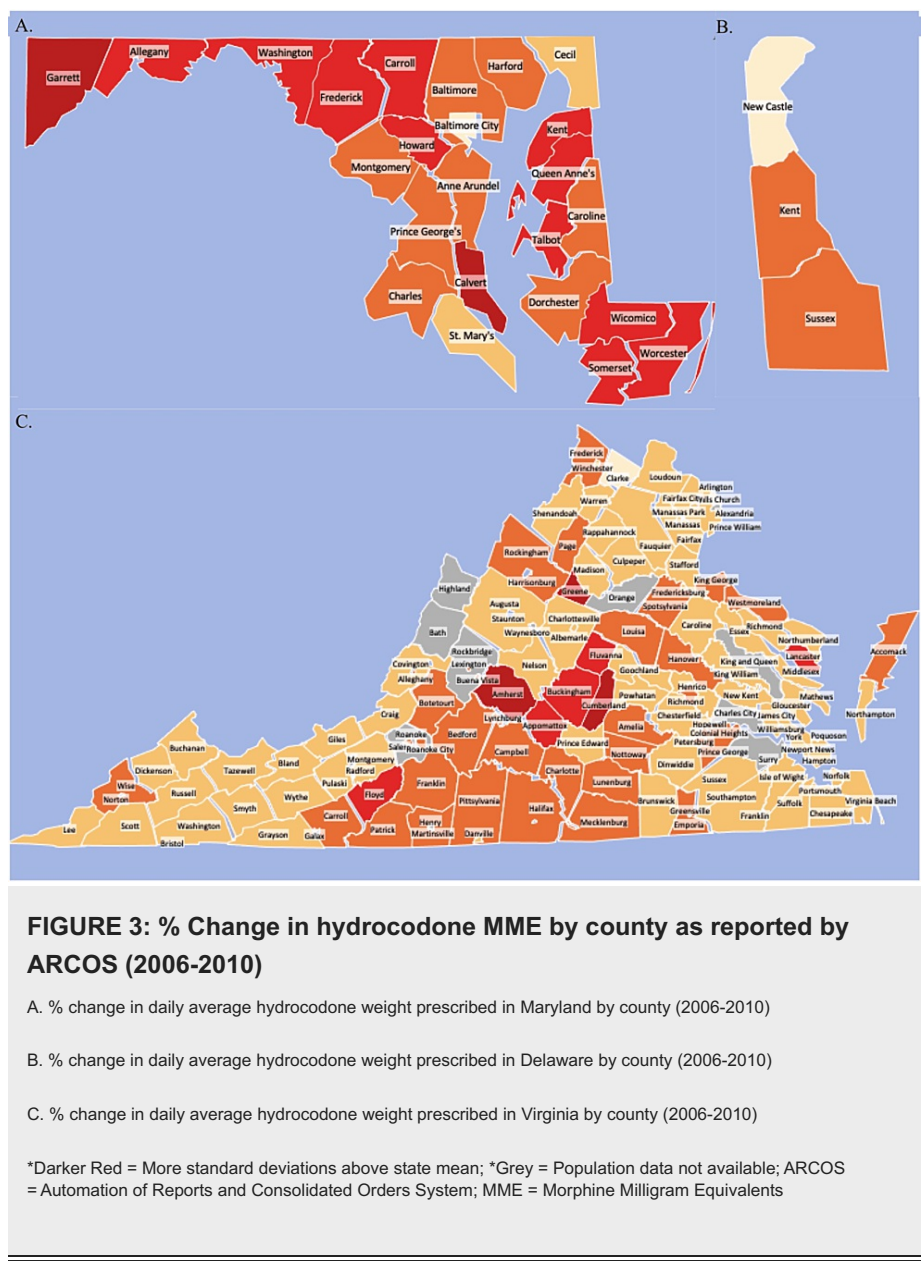 A.
Garrett
Allegany
Washington
Frederick
Carroll
Baltimore
Harford
Cecil
Baltimore City
Howard
Montgomery
Anne Arundel
Kent
Queen Anne's
Caroline
Talbot
Prince George's
Calvert
Charles
St. Mary's
Dorchester
Wicomico
Worcester
Somerset
B.
New Castle
Kent
Sussex
C.
Frederick
Winchester
Clarke
Loudoun
Arlington
Fairfax City
lls Church
Alexandria
Manassas Park
Manassas
Prince William
Fairfax
Warren
Shenandoah
Rappahannock
Fauquier
Culpeper
Stafford
Page
Rockingham
Harrisonburg
Madison
Greene
Orange
King George
Fredericksburg
Spotsylvania
Westmoreland
Highland
Augusta
Staunton
Waynesboro
Charlottesville
Albemarle
Louisa
Caroline
Essex
Richmond
Northumberland
Lancaster
Middlesex
Accomack
Bath
Rockbridge
Lexington
Buena Vista
Nelson
Fluvanna
Goochland
Hanover
King and Queen
King William
Covington
Alleghany
Amherst
Buckingham
Cumberland
Powhatan
Henrico
Richmond
New Kent
Mathews
Gloucester
Northampton
Botetourt
Craig
Lynchburg
Appomattox
Amelia
Chesterfield
Charles City
James City
Williamsburg
Hopewell
Colonial Heights
York
Poquoson
Newport News
Hampton
Roanoke
Salem
Roanoke City
Bedford
Campbell
Prince Edward
Nottoway
Petersburg
Prince George
Surry
Norfolk
Giles
Montgomery
Radford
Pulaski
Bland
Buchanan
Dickenson
Tazewell
Wise
Norton
Russell
Wythe
Floyd
Franklin
Pittsylvania
Halifax
Charlotte
Lunenburg
Dinwiddie
Sussex
Isle of Wight
Portsmouth
Virginia Beach
Chesapeake
Suffolk
Southampton
Franklin
Brunswick
Greensville
Emporia
Mecklenburg
Lee
Scott
Washington
Bristol
Smyth
Grayson
Galax
Carroll
Patrick
Henry
Martinsville
Danville
FIGURE 3: % Change in hydrocodone MME by county as reported by
ARCOS (2006-2010)
A. % change in daily average hydrocodone weight prescribed in Maryland by county (2006-2010)
B. % change in daily average hydrocodone weight prescribed in Delaware by county (2006-2010)
C. % change in daily average hydrocodone weight prescribed in Virginia by county (2006-2010)
*Darker Red = More standard deviations above state mean; *Grey = Population data not available; ARCOS
= Automation of Reports and Consolidated Orders System; MME = Morphine Milligram Equivalents